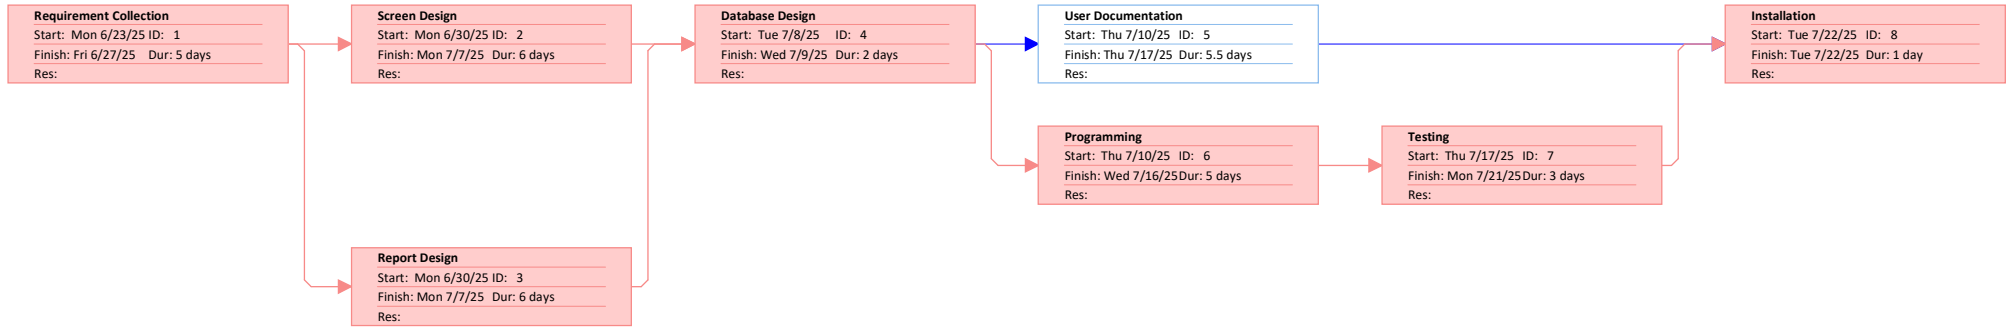 Requirement Collection
Start: Mon 6/23/25 ID: 1
Finish: Fri 6/27/25 Dur: 5 days
Res:
Screen Design
Start: Mon 6/30/25 ID: 2
Finish: Mon 7/7/25 Dur: 6 days
Res:
Database Design
Start: Tue 7/8/25 ID: 4
Finish: Wed 7/9/25 Dur: 2 days
Res:
User Documentation
Start: Thu 7/10/25 ID: 5
Finish: Thu 7/17/25 Dur: 5.5 days
Res:
Installation
Start: Tue 7/22/25 ID: 8
Finish: Tue 7/22/25 Dur: 1 day
Res:
Programming
Start: Thu 7/10/25 ID: 6
Finish: Wed 7/16/25 Dur: 5 days
Res:
Testing
Start: Thu 7/17/25 ID: 7
Finish: Mon 7/21/25 Dur: 3 days
Res:
Report Design
Start: Mon 6/30/25 ID: 3
Finish: Mon 7/7/25 Dur: 6 days
Res: